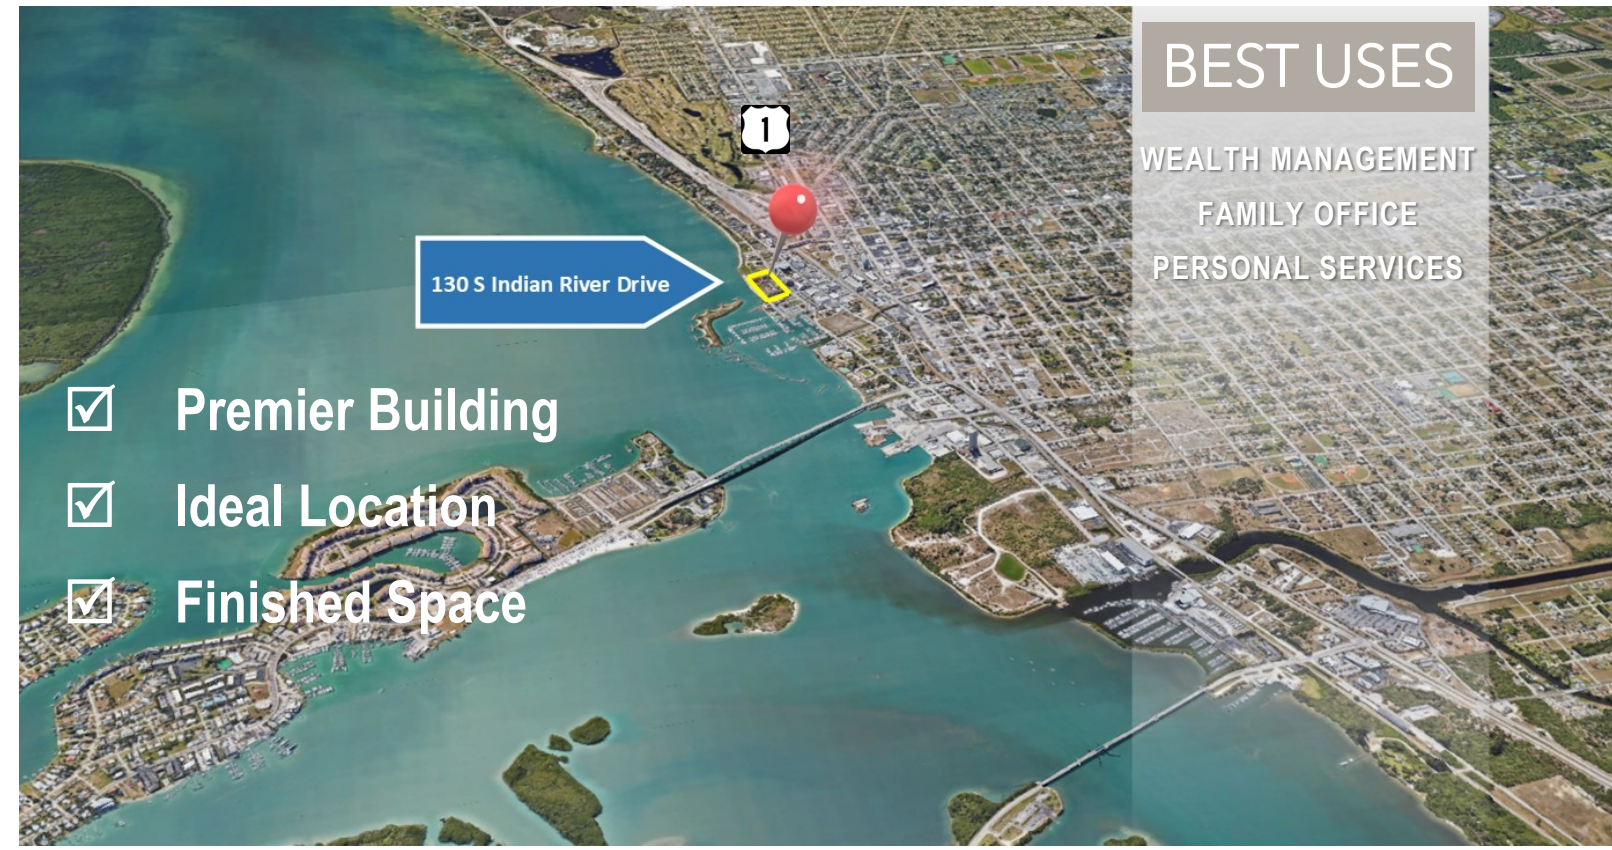 BEST USES
WEALTH MANAGEMENT
FAMILY OFFICE
PERSONAL SERVICES
1
130 S Indian River Drive
Premier Building
Ideal Location
Finished Space